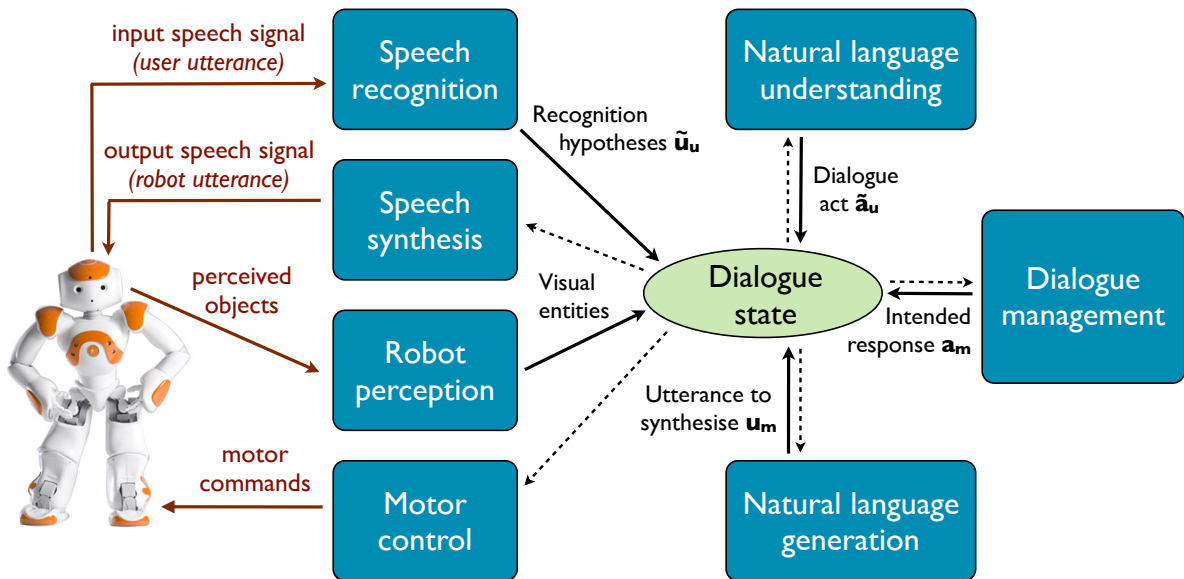 input speech signal
(user utterance)
Speech
recognition
Natural language
understanding
Recognition
hypotheses ũᵤ
output speech signal
(robot utterance)
Speech
synthesis
Dialogue
act ãᵤ
perceived
objects
Visual
entities
Dialogue
state
Dialogue
management
Intended
response aₘ
Robot
perception
Utterance to
synthesise uₘ
motor
commands
Motor
control
Natural language
generation